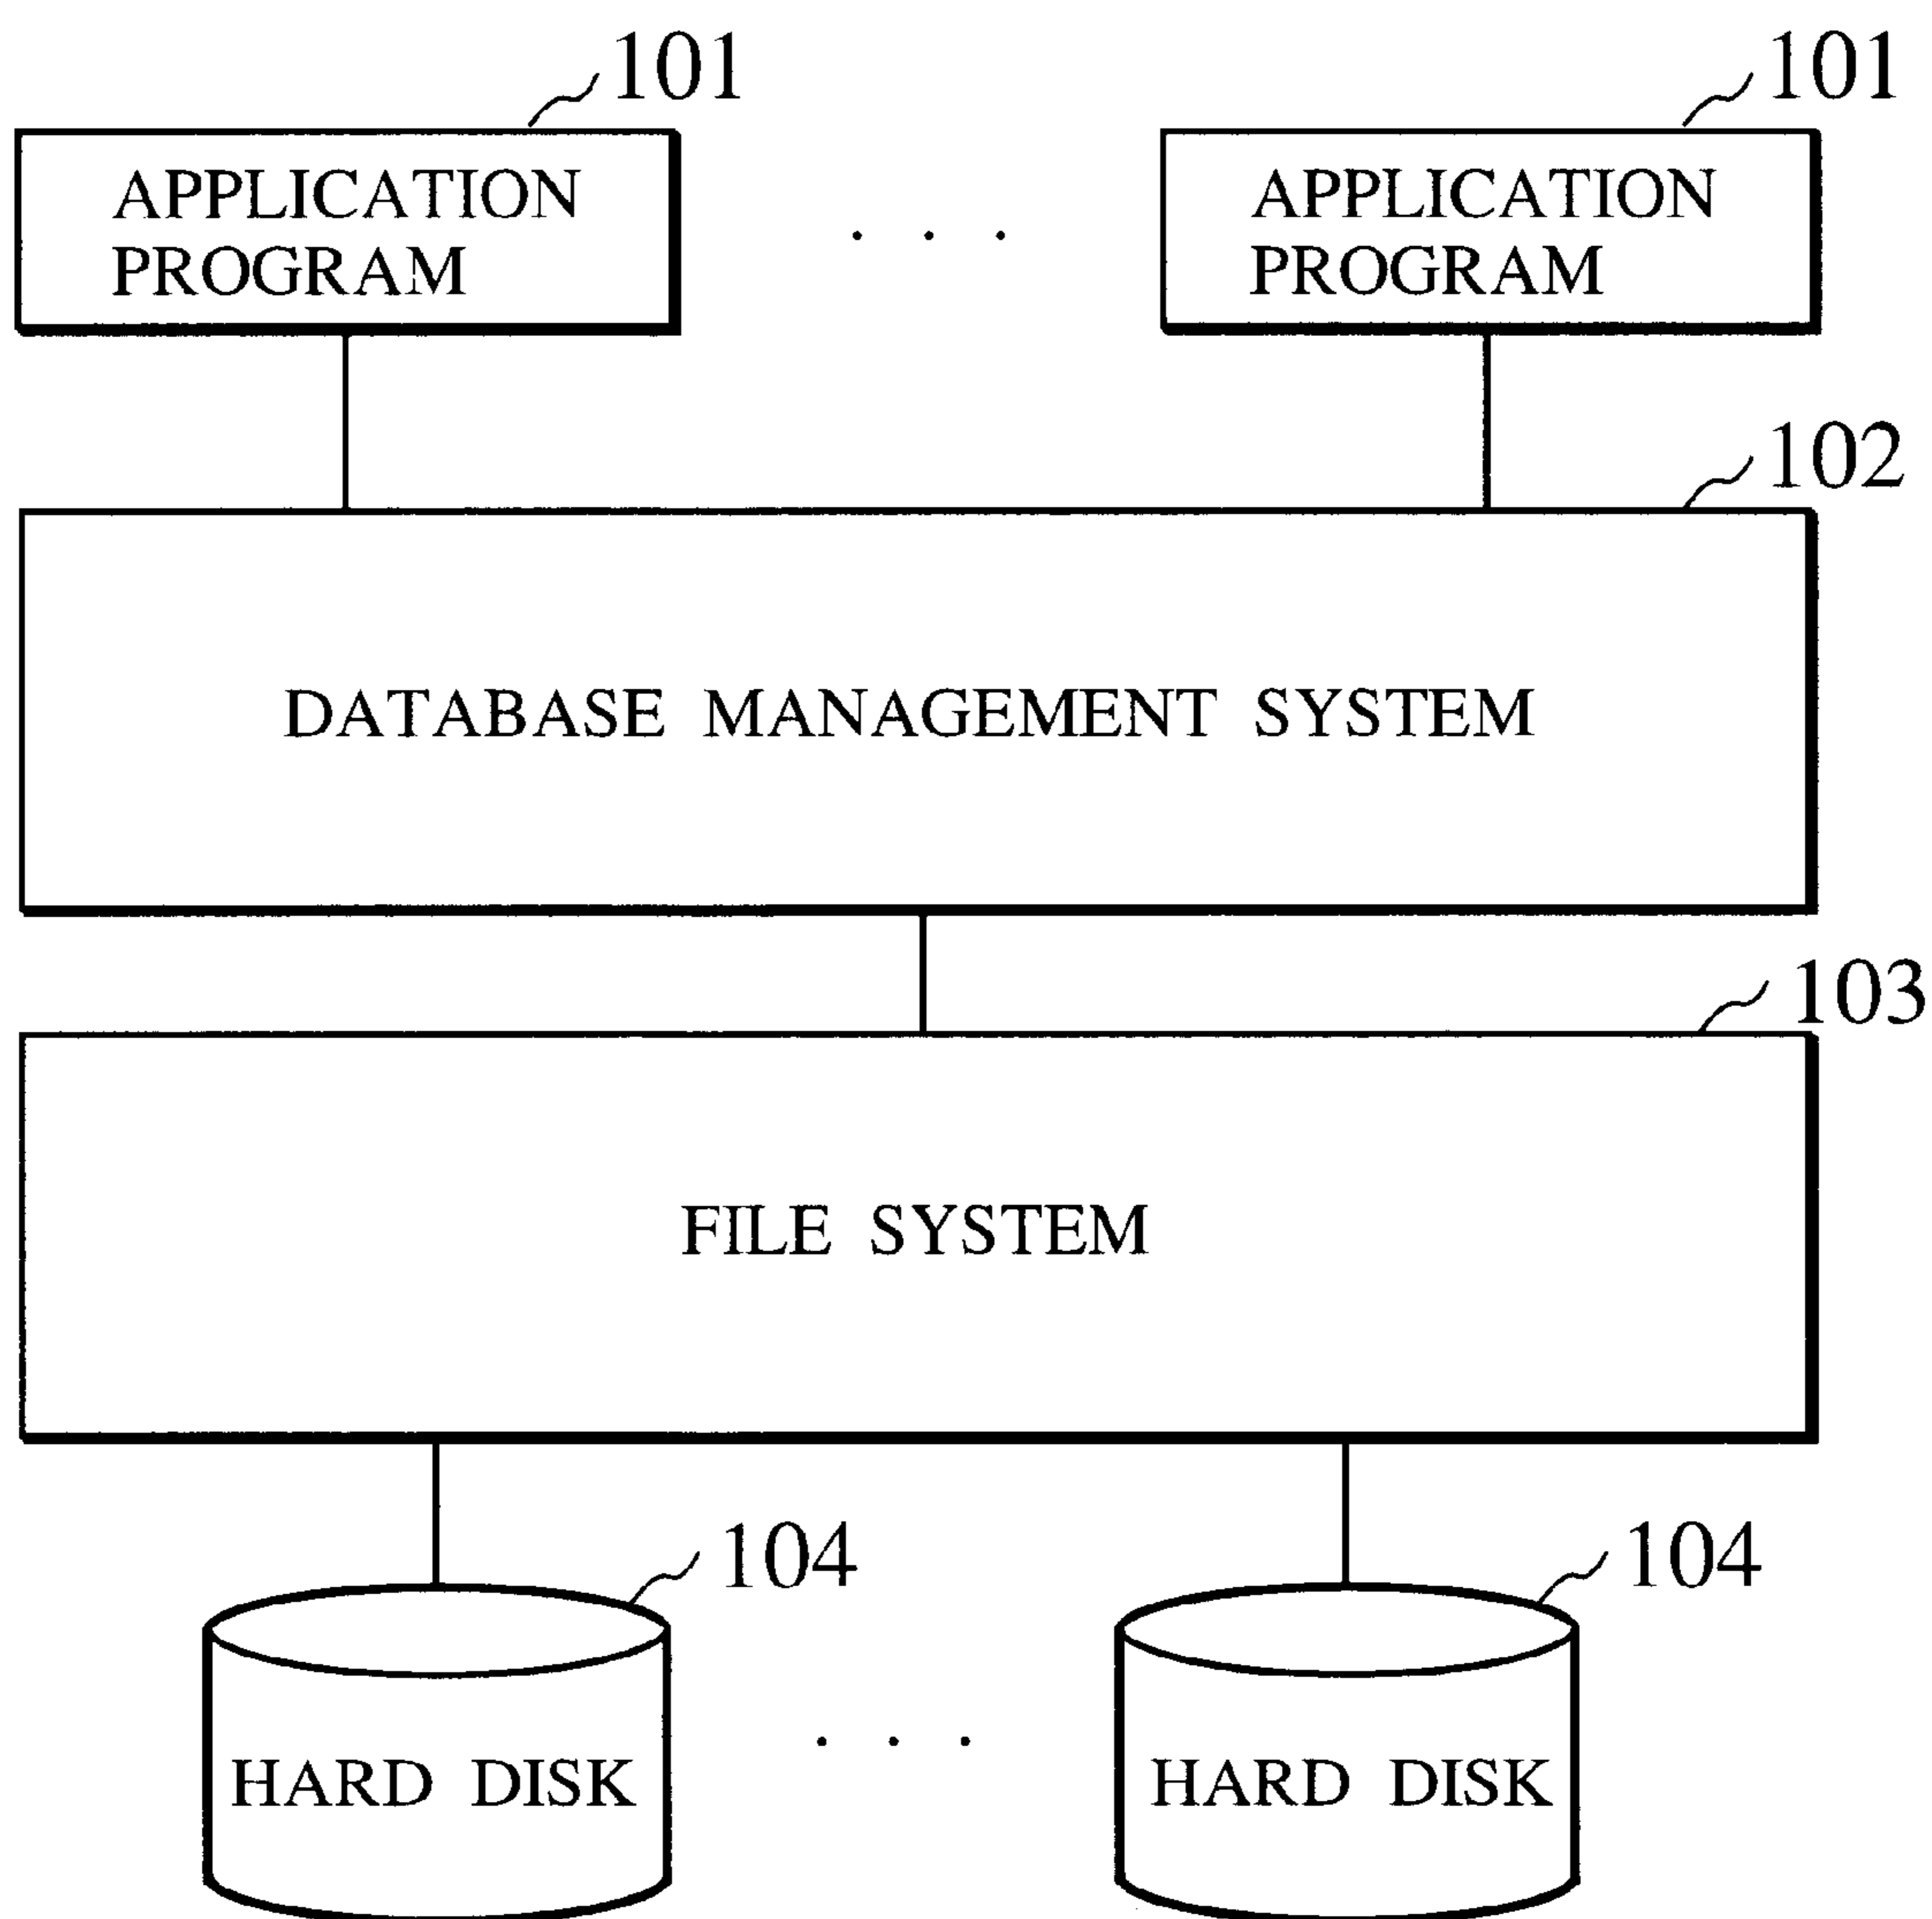 101
101
APPLICATION
PROGRAM
. . .
APPLICATION
PROGRAM
102
DATABASE MANAGEMENT SYSTEM
103
FILE SYSTEM
104
104
HARD DISK
. . .
HARD DISK